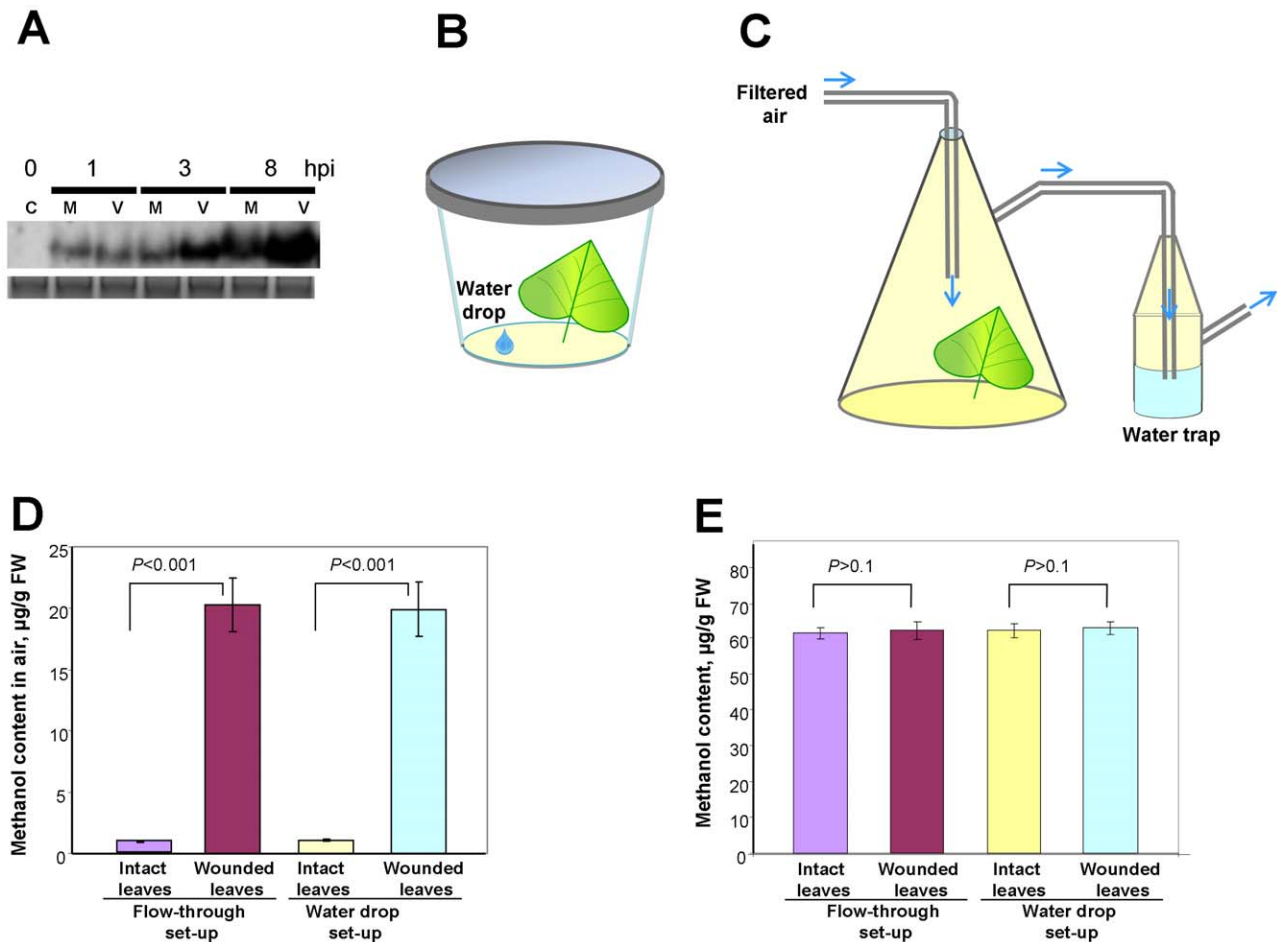 A
0 1 3 8 hpi
C M V M V M V
B
Water
drop
C
Filtered
air
Water trap
D
Methanol content in air, µg/g FW
25
20
15
10
5
0
P<0.001 P<0.001
Intact Wounded Intact Wounded
leaves leaves leaves leaves
Flow-through Water drop
set-up set-up
E
Methanol content, µg/g FW
80
70
60
50
40
30
20
10
0
P>0.1 P>0.1
Intact Wounded Intact Wounded
leaves leaves leaves leaves
Flow-through Water drop
set-up set-up